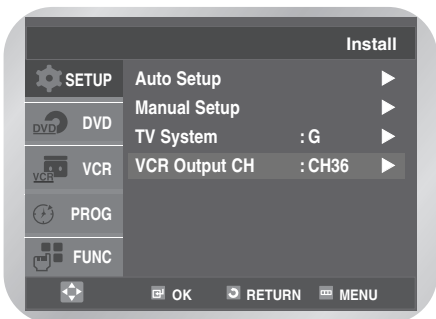 Install
SETUP
Auto Setup
Manual Setup
DVD DVD
TV System :G
VCR VCR
VCR Output CH :CH36
PROG
FUNC
OK RETURN MENU